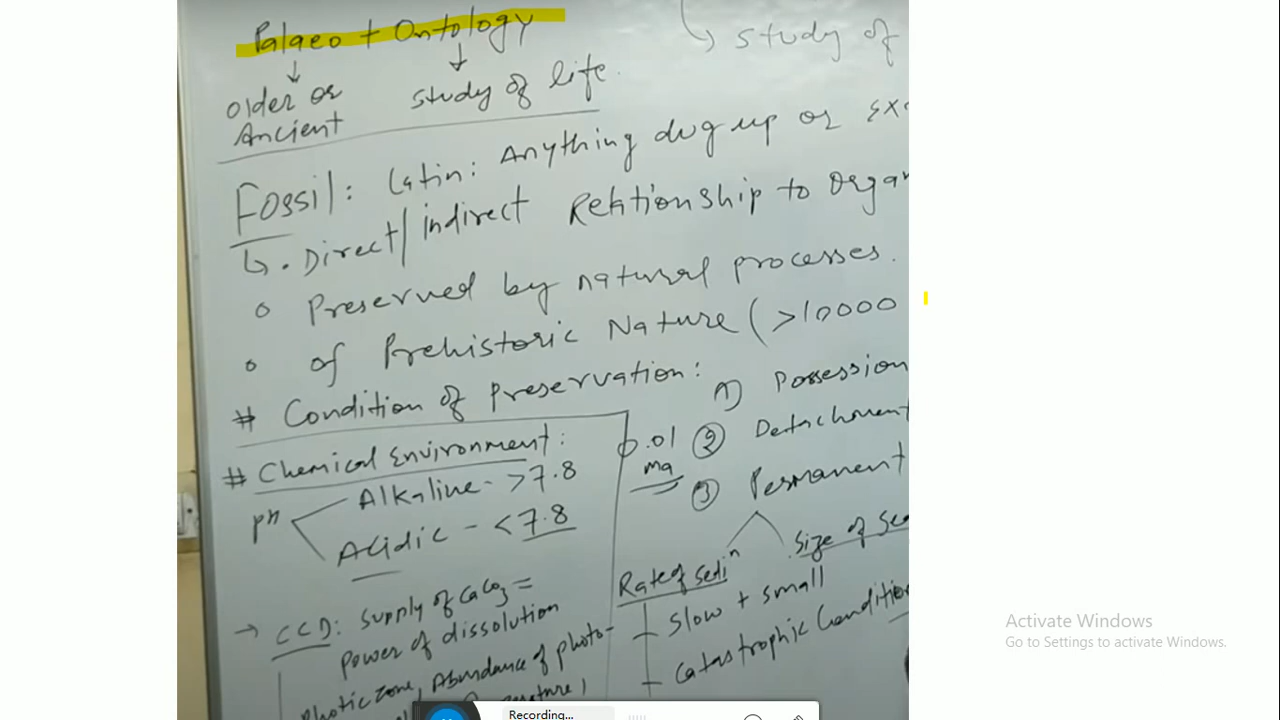 Palaeo + Ontology
study of
older or
Ancient
study of life.
Fossil: Latin: Anything dug up or
Direct/indirect Relationship to
Preserved by natural processes.
of Prehistoric Nature (>10000
# Condition of Preservation:
1) Possession
# Chemical Environment:
0.01
ma
2 Detachment
pH
Alkaline - >7.8
Acidic - <7.8
3 Permanent
Rate of Sediⁿ
Size of
→ CCD: Supply of CaCO3 =
Power of dissolution
Slow + small
Catastrophic Condition
Photic zone, Abundance of photo-
Recording...
Activate Windows
Go to Settings to activate Windows.